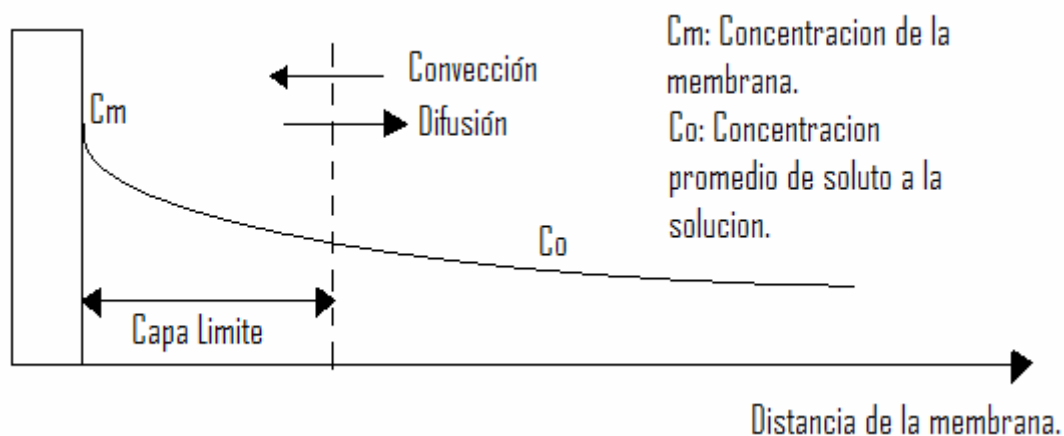 Cm: Concentracion de la
membrana.
Co: Concentracion
promedio de soluto a la
solucion.
Convección
Difusión
Cm
Co
Capa Limite
Distancia de la membrana.